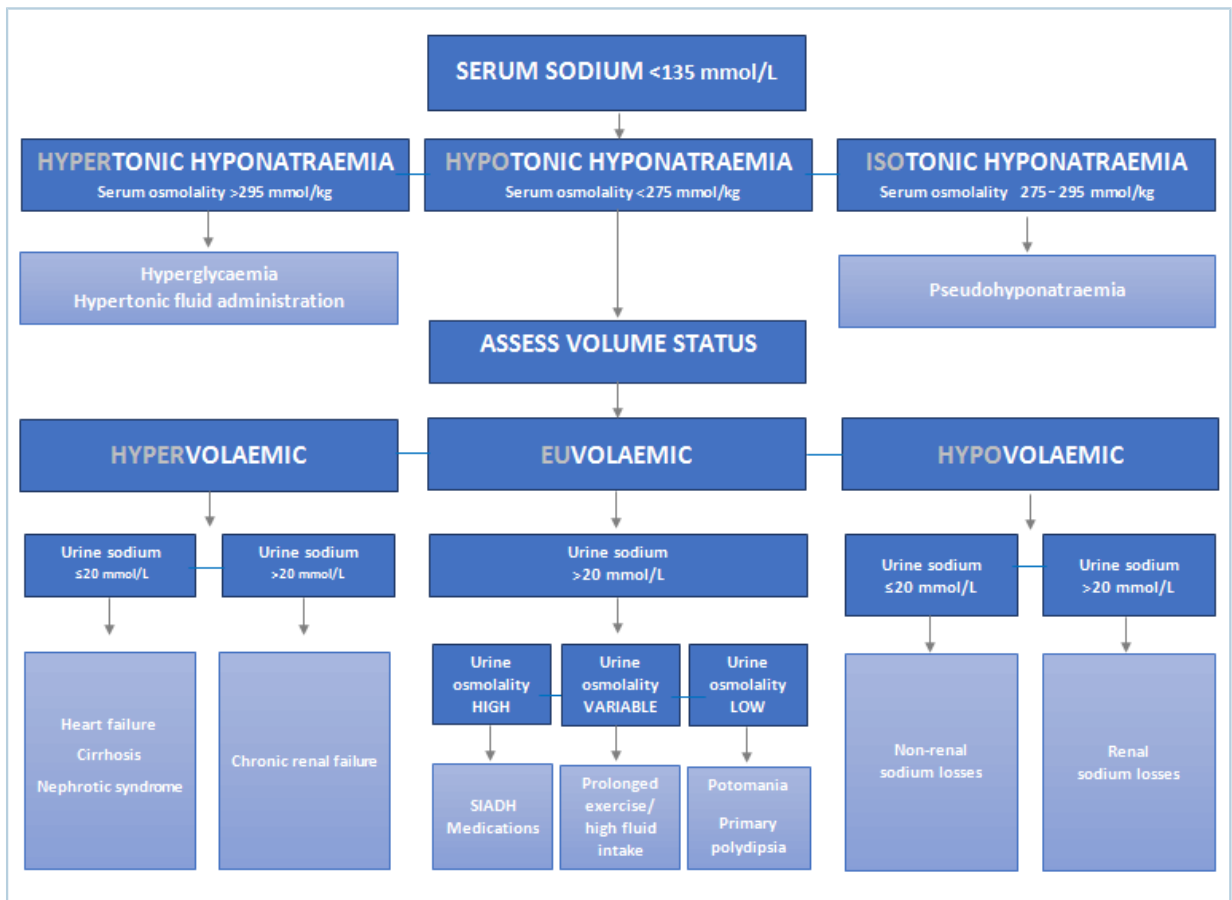 SERUM SODIUM <135 mmol/L
HYPERTONIC HYPONATRAEMIA
Serum osmolality >295 mmol/kg
HYPOTONIC HYPONATRAEMIA
Serum osmolality <275 mmol/kg
ISOTONIC HYPONATRAEMIA
Serum osmolality 275–295 mmol/kg
Hyperglycaemia
Hypertonic fluid administration
Pseudohyponatraemia
ASSESS VOLUME STATUS
HYPERVOLAEMIC
EUVOLAEMIC
HYPOVOLAEMIC
Urine sodium
≤20 mmol/L
Urine sodium
>20 mmol/L
Urine sodium
>20 mmol/L
Urine sodium
≤20 mmol/L
Urine sodium
>20 mmol/L
Urine
osmolality
HIGH
Urine
osmolality
VARIABLE
Urine
osmolality
LOW
Heart failure
Cirrhosis
Nephrotic syndrome
Chronic renal failure
SIADH
Medications
Prolonged
exercise/
high fluid
intake
Potomania
Primary
polydipsia
Non-renal
sodium losses
Renal
sodium losses